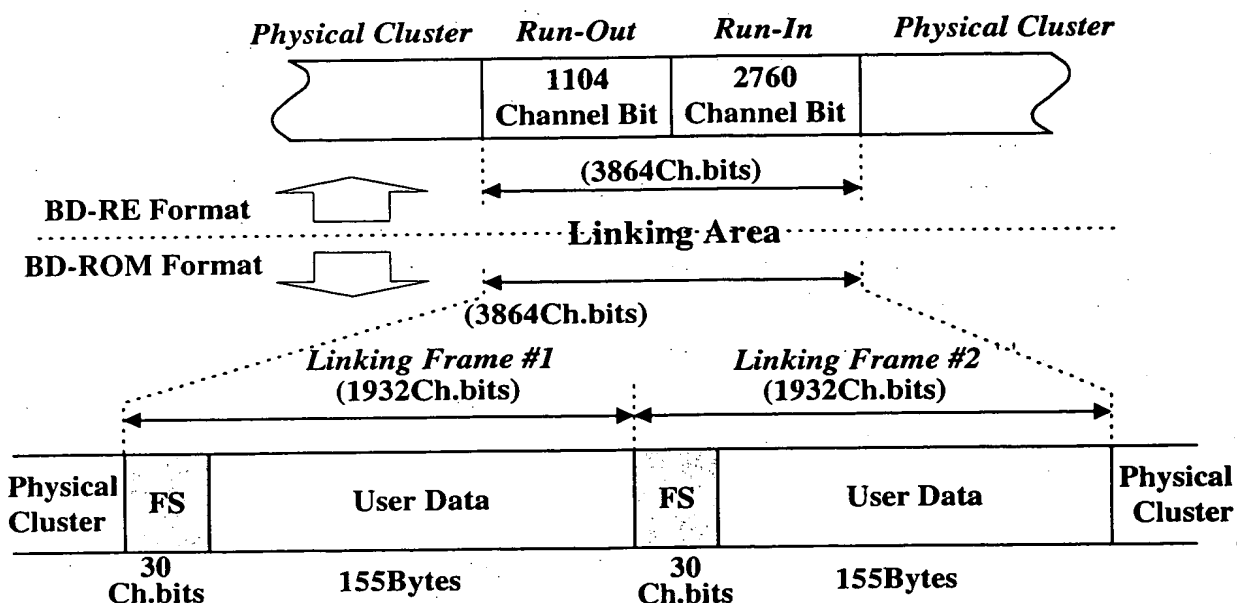 Physical Cluster Run-Out Run-In Physical Cluster
1104 Channel Bit 2760 Channel Bit
(3864Ch.bits)
BD-RE Format
Linking Area
BD-ROM Format
(3864Ch.bits)
Linking Frame #1 Linking Frame #2
(1932Ch.bits) (1932Ch.bits)
Physical Cluster FS User Data FS User Data Physical Cluster
30 Ch.bits 155Bytes 30 Ch.bits 155Bytes